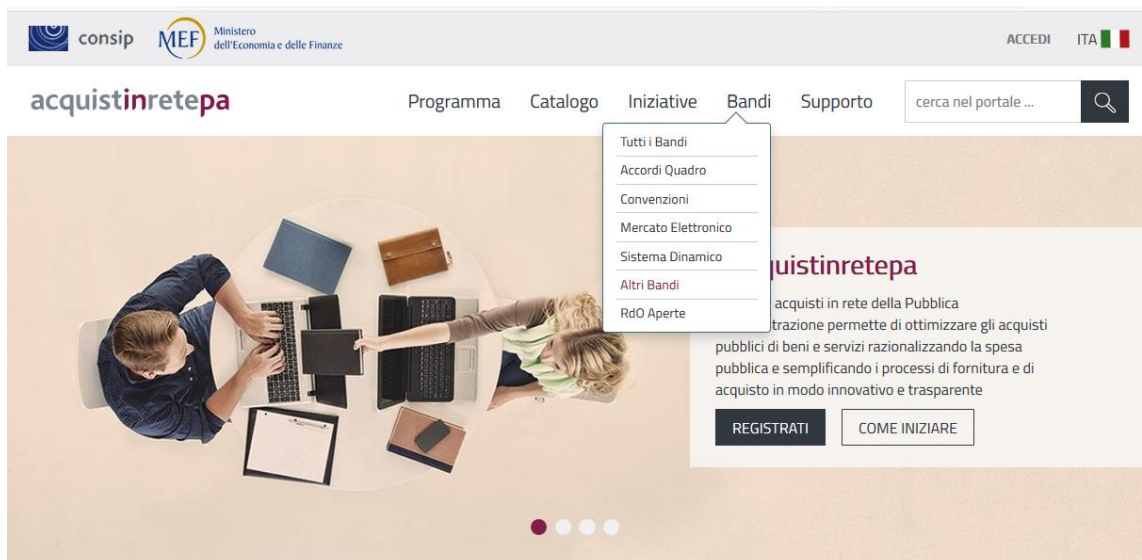 consip
MEF
Ministero
dell'Economia e delle Finanze
ACCEDI
ITA
acquistinretepa
Programma
Catalogo
Iniziative
Bandi
Supporto
cerca nel portale ...
Tutti i Bandi
Accordi Quadro
Convenzioni
Mercato Elettronico
Sistema Dinamico
Altri Bandi
RdO Aperte
uistinretepa
acquisti in rete della Pubblica
trazione permette di ottimizzare gli acquisti
pubblici di beni e servizi razionalizzando la spesa
pubblica e semplificando i processi di fornitura e di
acquisto in modo innovativo e trasparente
REGISTRATI
COME INIZIARE